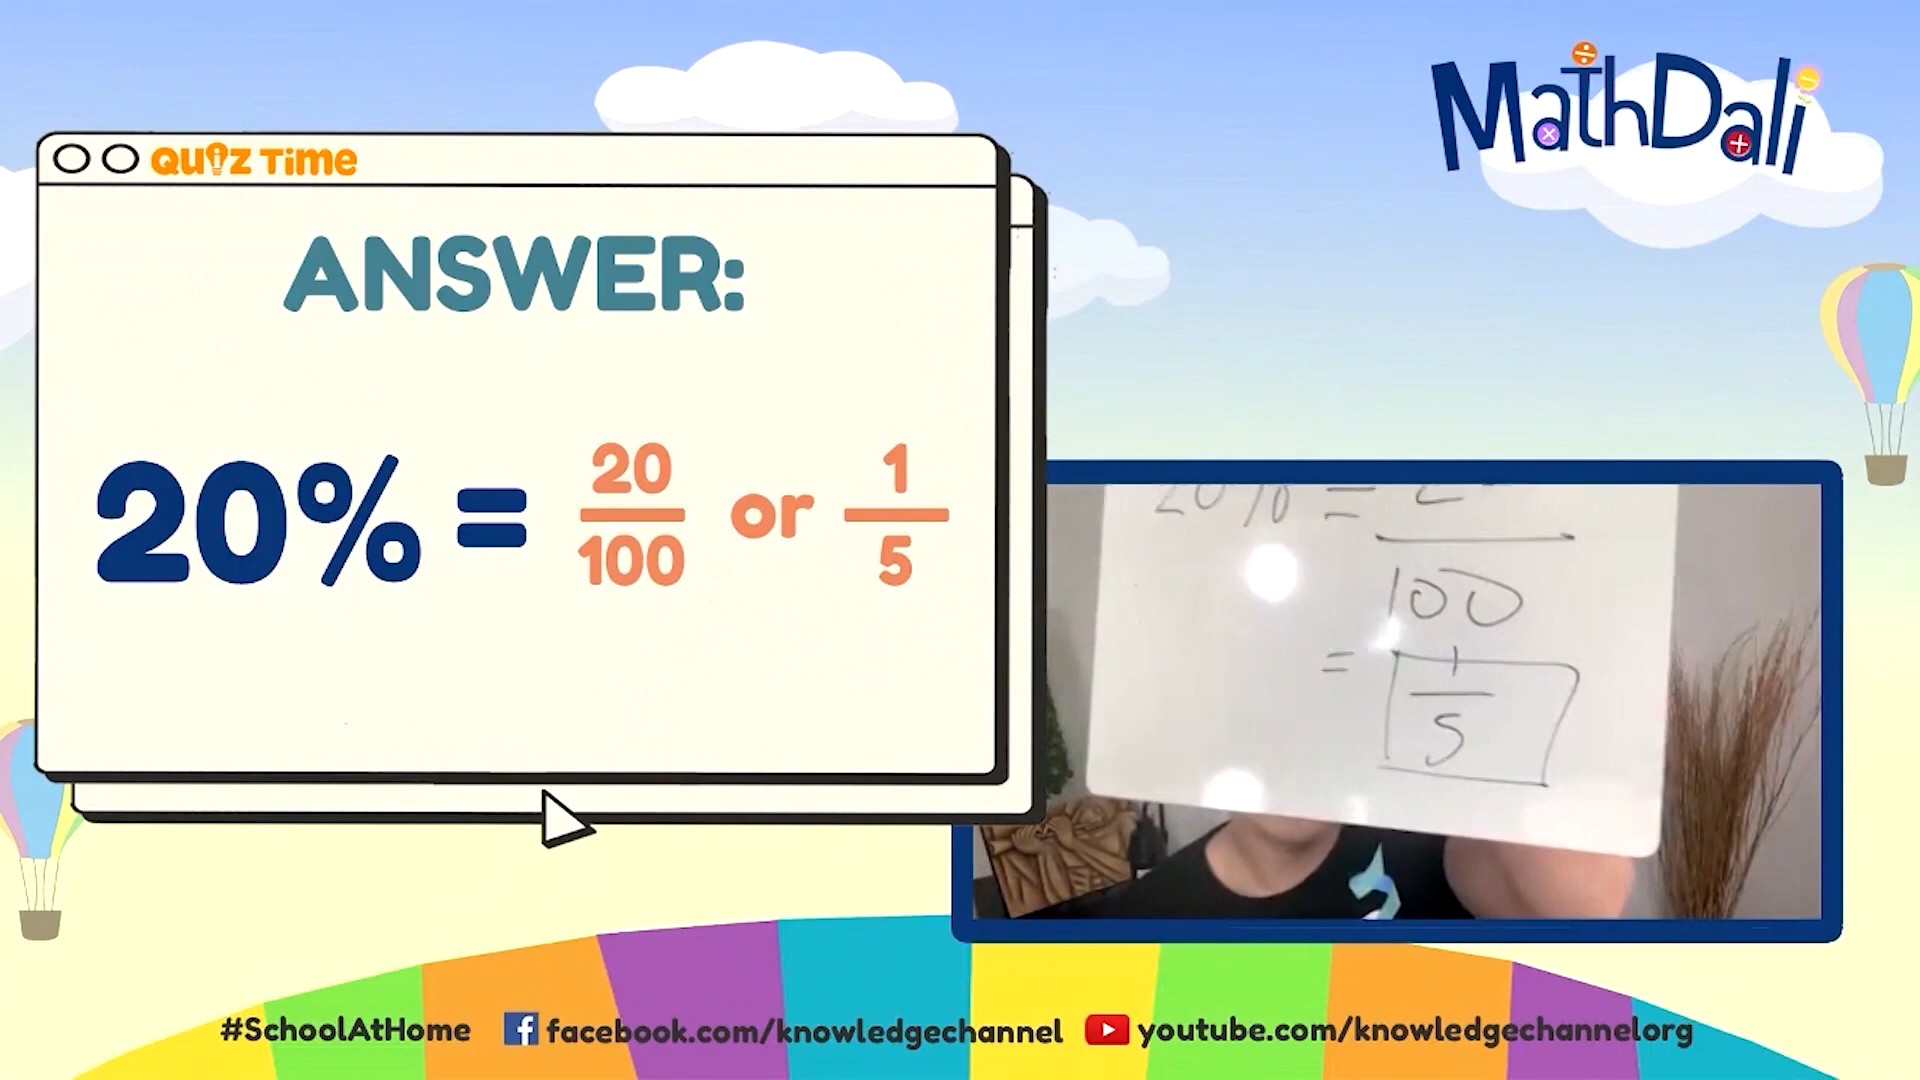 MathDali
QUIZ TIME
ANSWER:
20% = 20/100 or 1/5
20% =
100
= 1/5
#SchoolAtHome facebook.com/knowledgechannel youtube.com/knowledgechannelorg